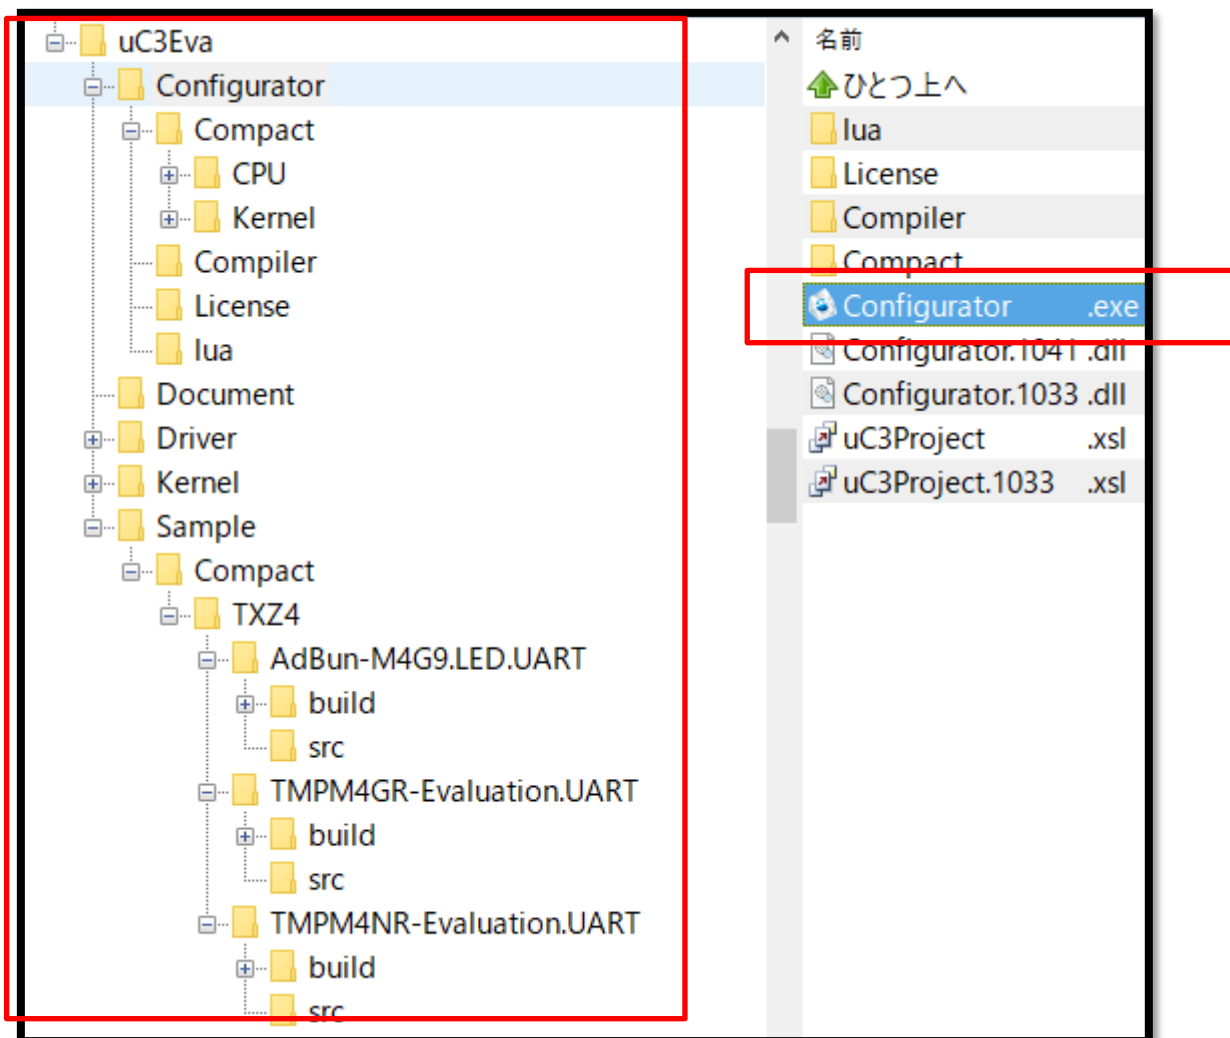 uC3Eva
Configurator
Compact
CPU
Kernel
Compiler
License
lua
Document
Driver
Kernel
Sample
Compact
TXZ4
AdBun-M4G9.LED.UART
build
src
TMPM4GR-Evaluation.UART
build
src
TMPM4NR-Evaluation.UART
build
src
名前
ひとつ上へ
lua
License
Compiler
Compact
Configurator .exe
Configurator.1041 .dll
Configurator.1033 .dll
uC3Project .xsl
uC3Project.1033 .xsl